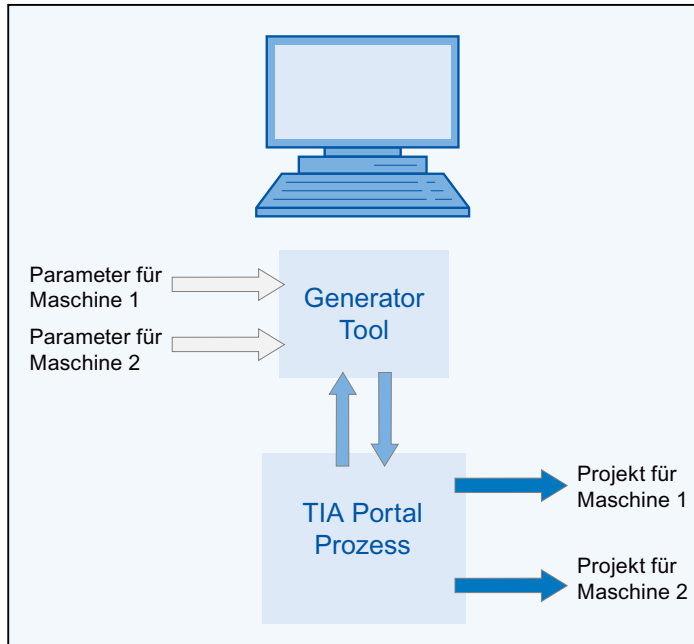 Parameter für
Maschine 1
Parameter für
Maschine 2
Generator
Tool
TIA Portal
Prozess
Projekt für
Maschine 1
Projekt für
Maschine 2